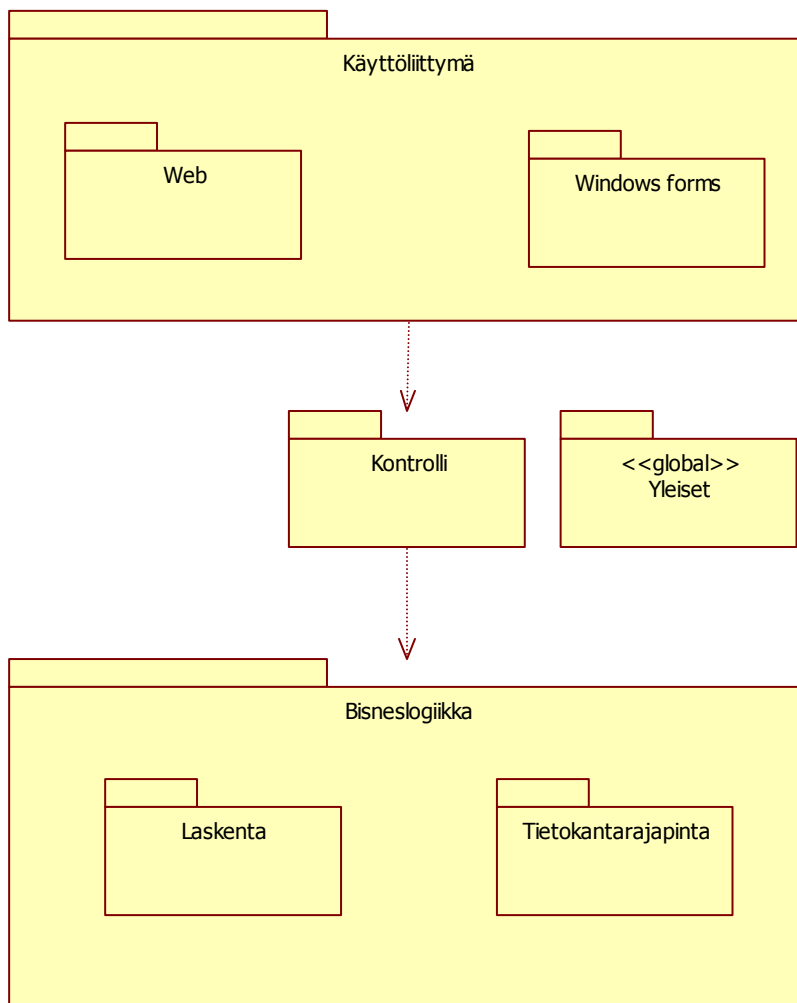 Käyttöliittymä
Web
Windows forms
Kontrolli
<<global>>
Yleiset
Bisneslogiikka
Laskenta
Tietokantarajapinta